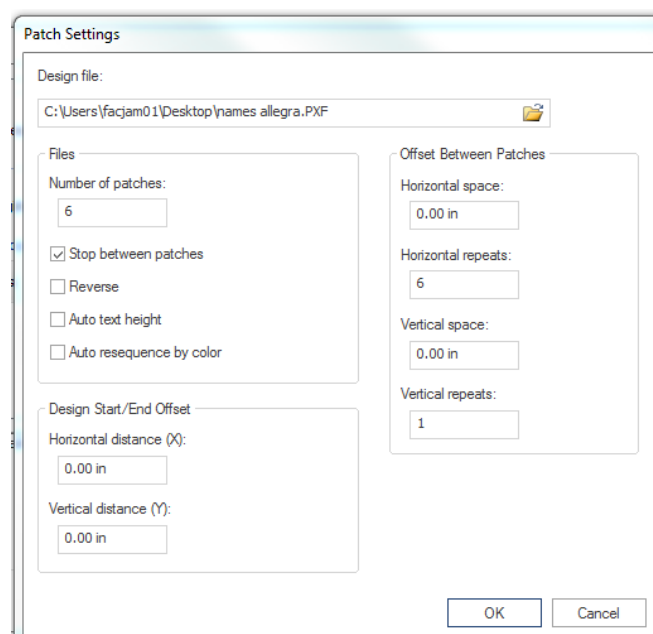 Patch Settings
Design file:
C:\Users\facjam01\Desktop\names allegra.PXF
Files
Number of patches:
6
Stop between patches
Reverse
Auto text height
Auto resequence by color
Design Start/End Offset
Horizontal distance (X):
0.00 in
Vertical distance (Y):
0.00 in
Offset Between Patches
Horizontal space:
0.00 in
Horizontal repeats:
6
Vertical space:
0.00 in
Vertical repeats:
1
OK
Cancel